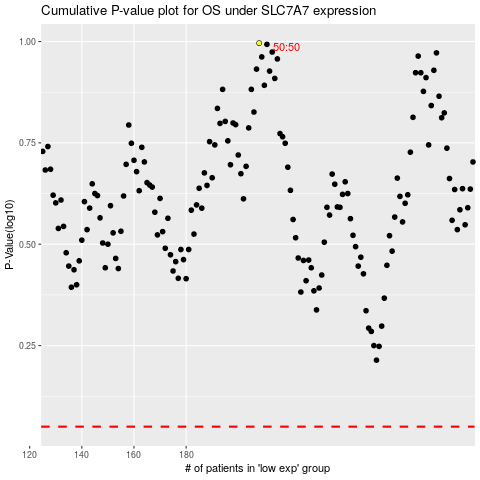 Cumulative P-value plot for OS under SLC7A7 expression
1.00
50:50
0.75
P-Value(log10)
0.50
0.25
120 140 160 180
# of patients in 'low exp' group